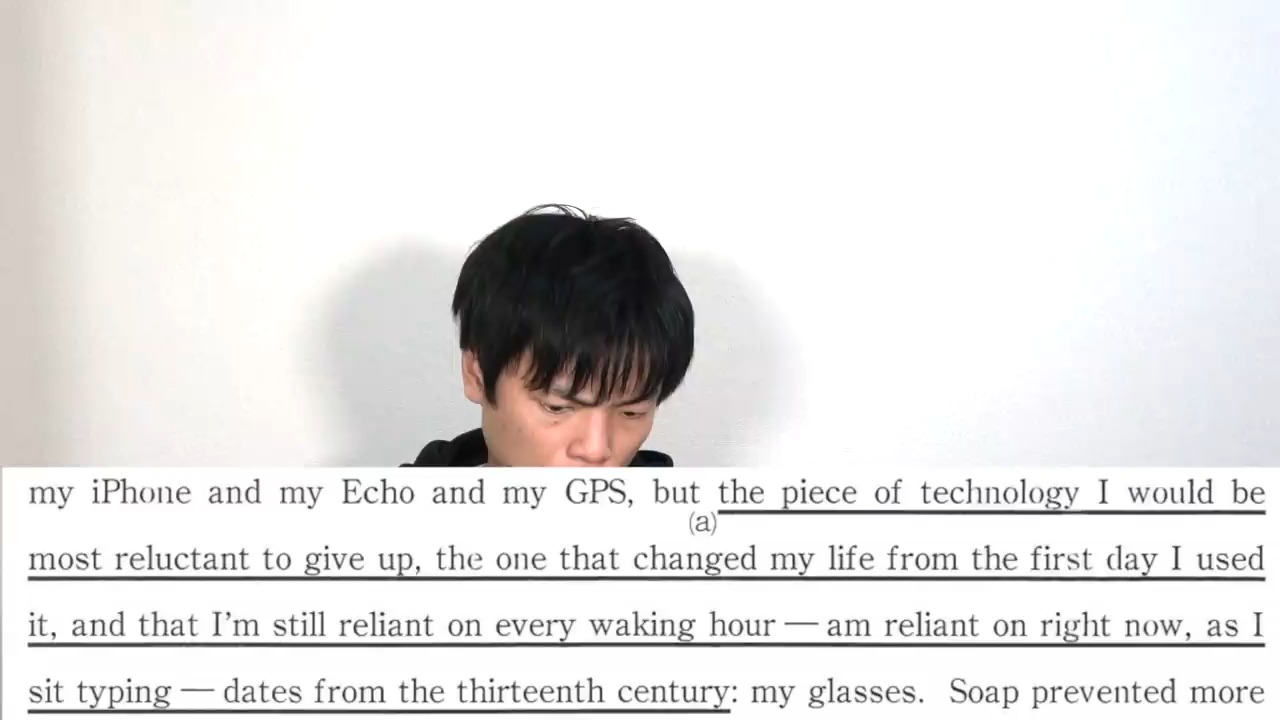 my iPhone and my Echo and my GPS, but the piece of technology I would be
(a)
most reluctant to give up, the one that changed my life from the first day I used
it, and that I'm still reliant on every waking hour — am reliant on right now, as I
sit typing — dates from the thirteenth century: my glasses. Soap prevented more